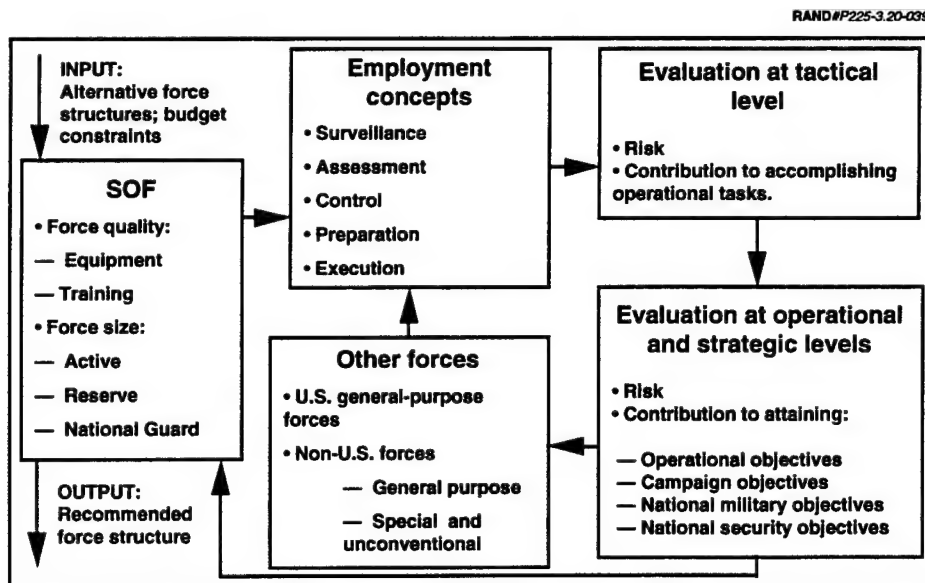 RAND#P225-3.20-039
INPUT:
Alternative force
structures; budget
constraints
SOF
• Force quality:
— Equipment
— Training
• Force size:
— Active
— Reserve
— National Guard
OUTPUT:
Recommended
force structure
Employment
concepts
• Surveillance
• Assessment
• Control
• Preparation
• Execution
Other forces
• U.S. general-purpose
forces
• Non-U.S. forces
— General purpose
— Special and
unconventional
Evaluation at tactical
level
• Risk
• Contribution to accomplishing
operational tasks.
Evaluation at operational
and strategic levels
• Risk
• Contribution to attaining:
— Operational objectives
— Campaign objectives
— National military objectives
— National security objectives